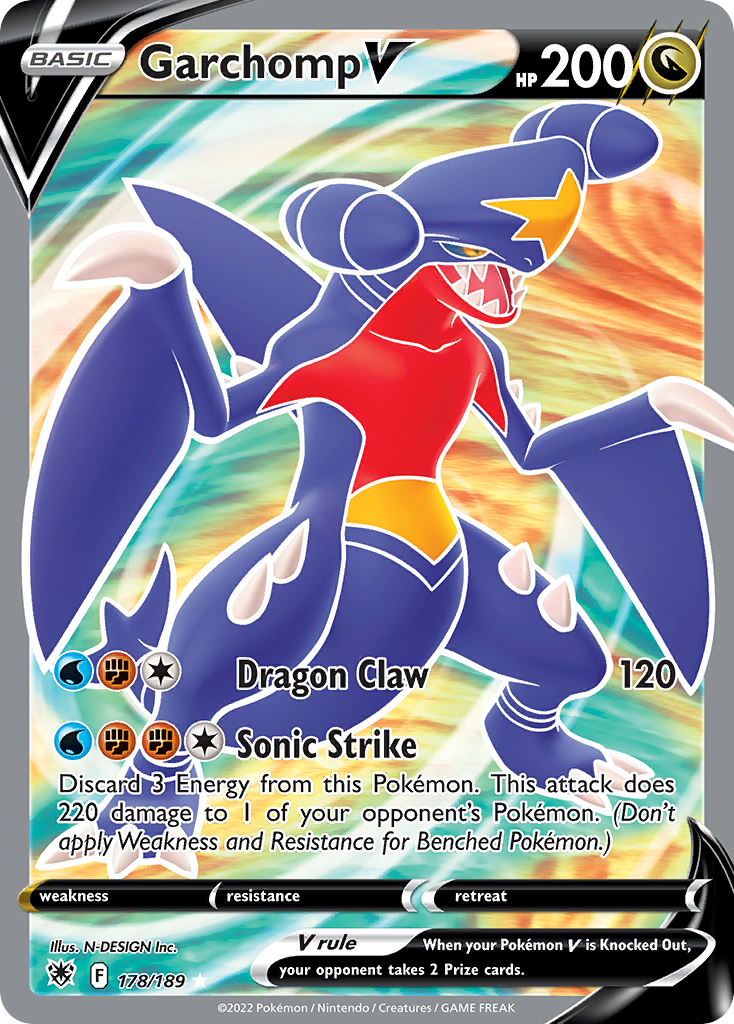 BASIC
Garchomp V
HP 200
Dragon Claw 120
Sonic Strike
Discard 3 Energy from this Pokémon. This attack does
220 damage to 1 of your opponent's Pokémon. (Don't
apply Weakness and Resistance for Benched Pokémon.)
weakness resistance retreat
Illus. N-DESIGN Inc.
V rule When your Pokémon V is Knocked Out,
your opponent takes 2 Prize cards.
F 178/189
©2022 Pokémon / Nintendo / Creatures / GAME FREAK